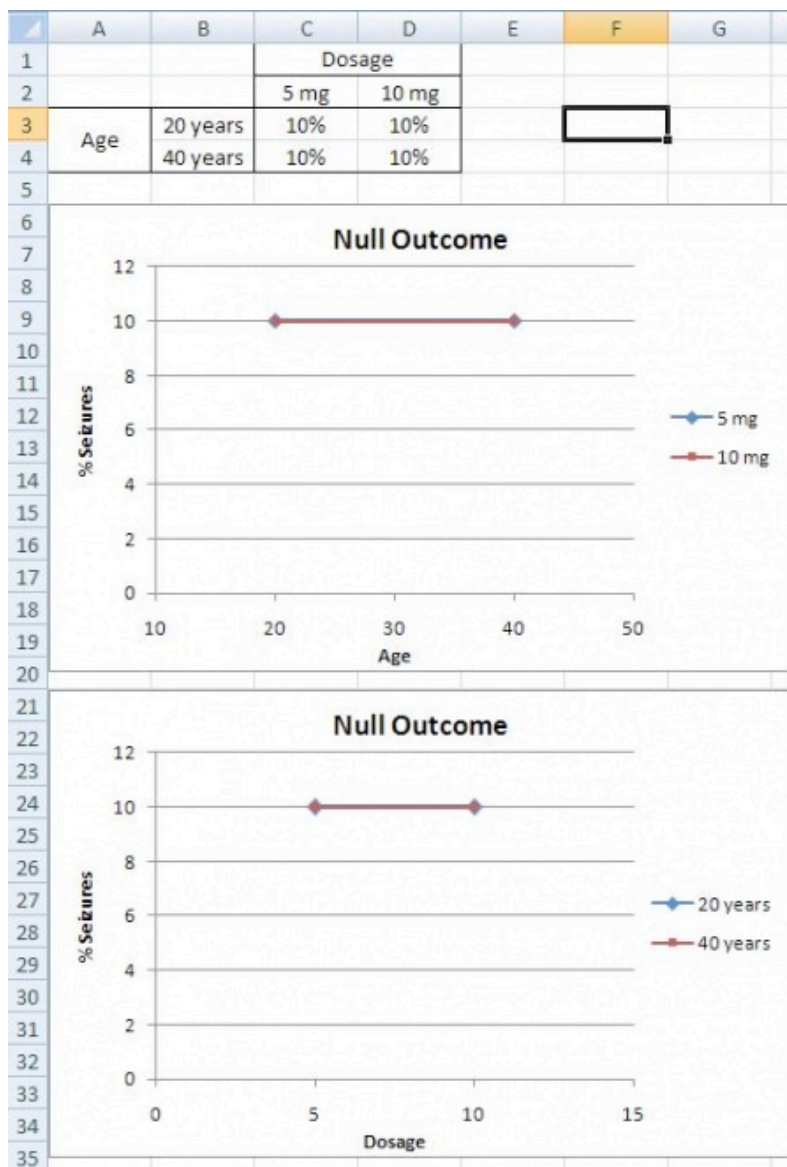 A B C D E F G
1 Dosage
2 5 mg 10 mg
3 Age 20 years 10% 10%
4 40 years 10% 10%
5
6
7
8
9
10
11
12
13
14
15
16
17
18
19
20
Null Outcome
12
10
8
6
4
2
0
10 20 30 40 50
% Seizures
Age
5 mg
10 mg
21
22
23
24
25
26
27
28
29
30
31
32
33
34
35
Null Outcome
12
10
8
6
4
2
0
0 5 10 15
% Seizures
Dosage
20 years
40 years